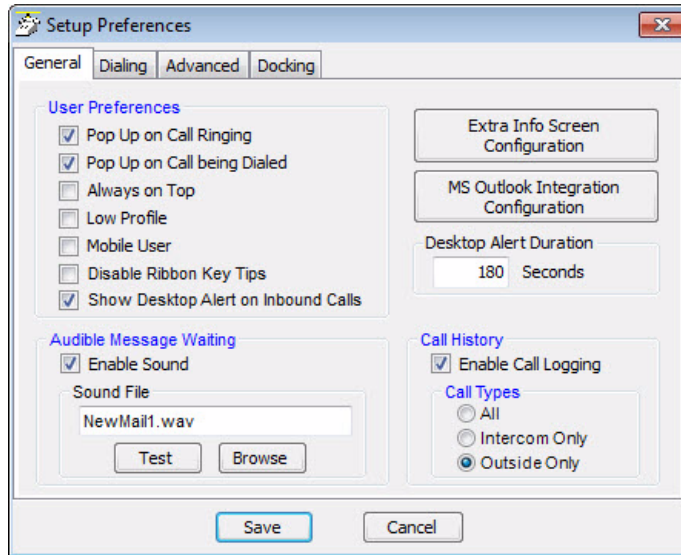 Setup Preferences
General
Dialing
Advanced
Docking
User Preferences
Pop Up on Call Ringing
Pop Up on Call being Dialed
Always on Top
Low Profile
Mobile User
Disable Ribbon Key Tips
Show Desktop Alert on Inbound Calls
Extra Info Screen
Configuration
MS Outlook Integration
Configuration
Desktop Alert Duration
180 Seconds
Audible Message Waiting
Enable Sound
Sound File
NewMail1.wav
Test
Browse
Call History
Enable Call Logging
Call Types
All
Intercom Only
Outside Only
Save
Cancel